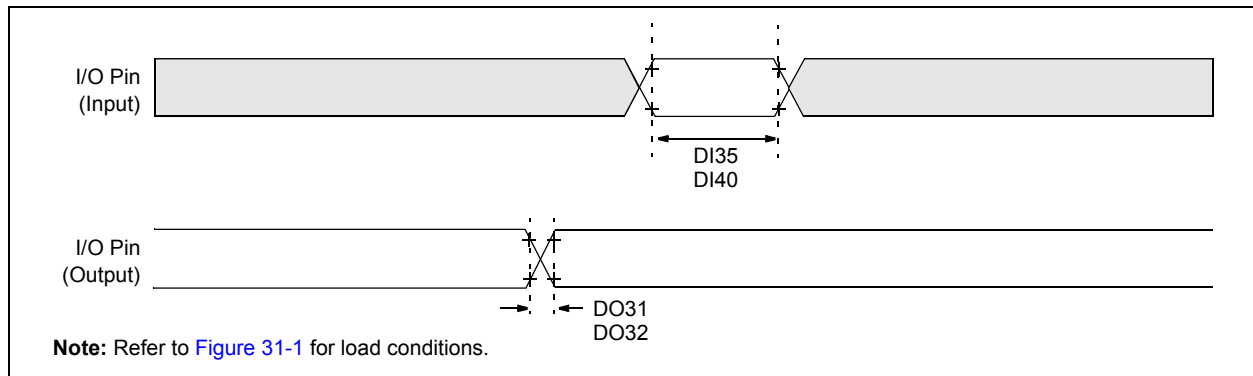 I/O Pin
(Input)
DI35
DI40
I/O Pin
(Output)
DO31
DO32
Note: Refer to Figure 31-1 for load conditions.